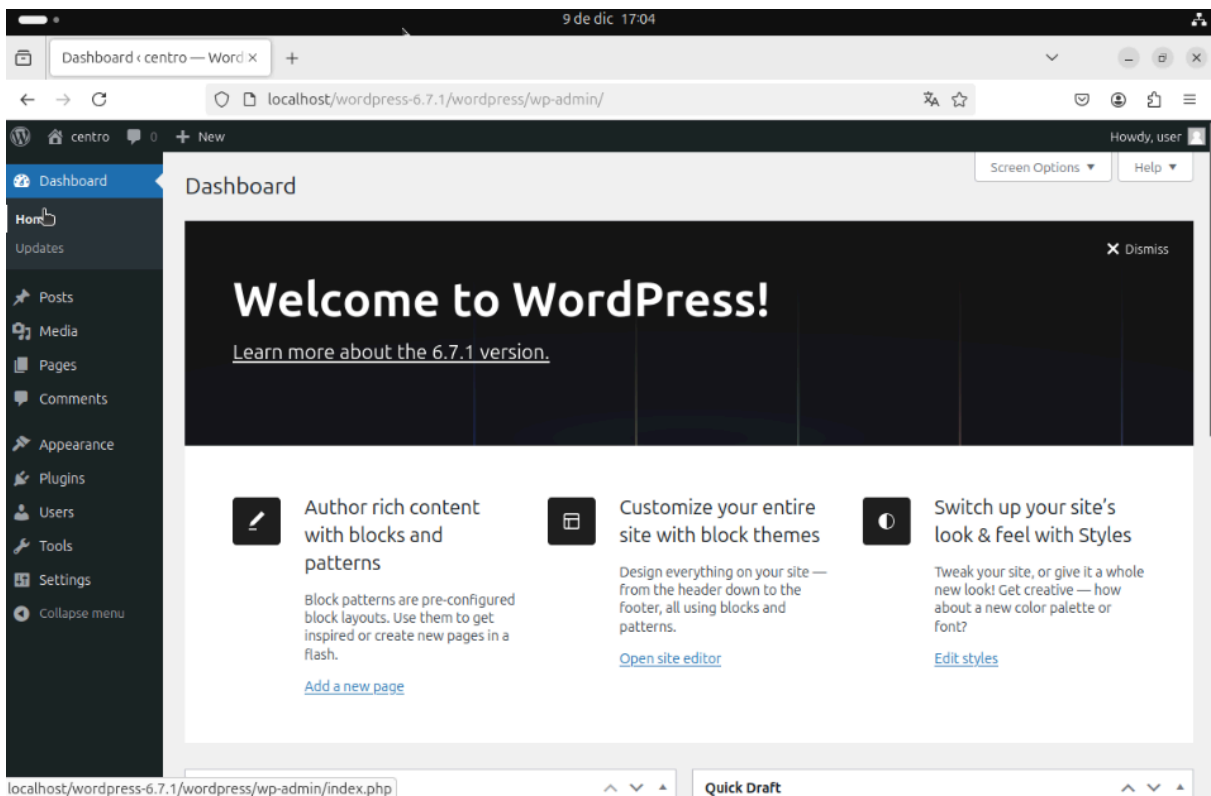 9 de dic 17:04
Dashboard ‹ centro — Word
localhost/wordpress-6.7.1/wordpress/wp-admin/
centro 0 New Howdy, user
Screen Options Help
Dashboard
Dashboard
Updates
Posts
Media
Pages
Comments
Appearance
Plugins
Users
Tools
Settings
Collapse menu
Dismiss
Welcome to WordPress!
Learn more about the 6.7.1 version.
Author rich content
with blocks and
patterns
Block patterns are pre-configured
block layouts. Use them to get
inspired or create new pages in a
flash.
Add a new page
Customize your entire
site with block themes
Design everything on your site —
from the header down to the
footer, all using blocks and
patterns.
Open site editor
Switch up your site's
look & feel with Styles
Tweak your site, or give it a whole
new look! Get creative — how
about a new color palette or
font?
Edit styles
Quick Draft
localhost/wordpress-6.7.1/wordpress/wp-admin/index.php